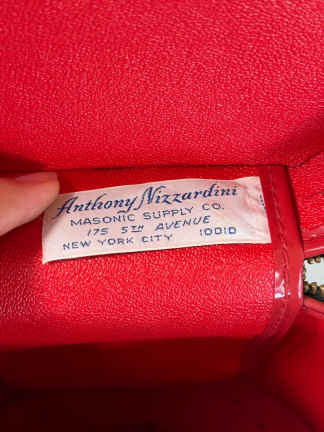 Anthony Nizzardini
MASONIC SUPPLY CO.
175 5TH AVENUE
NEW YORK CITY 10010